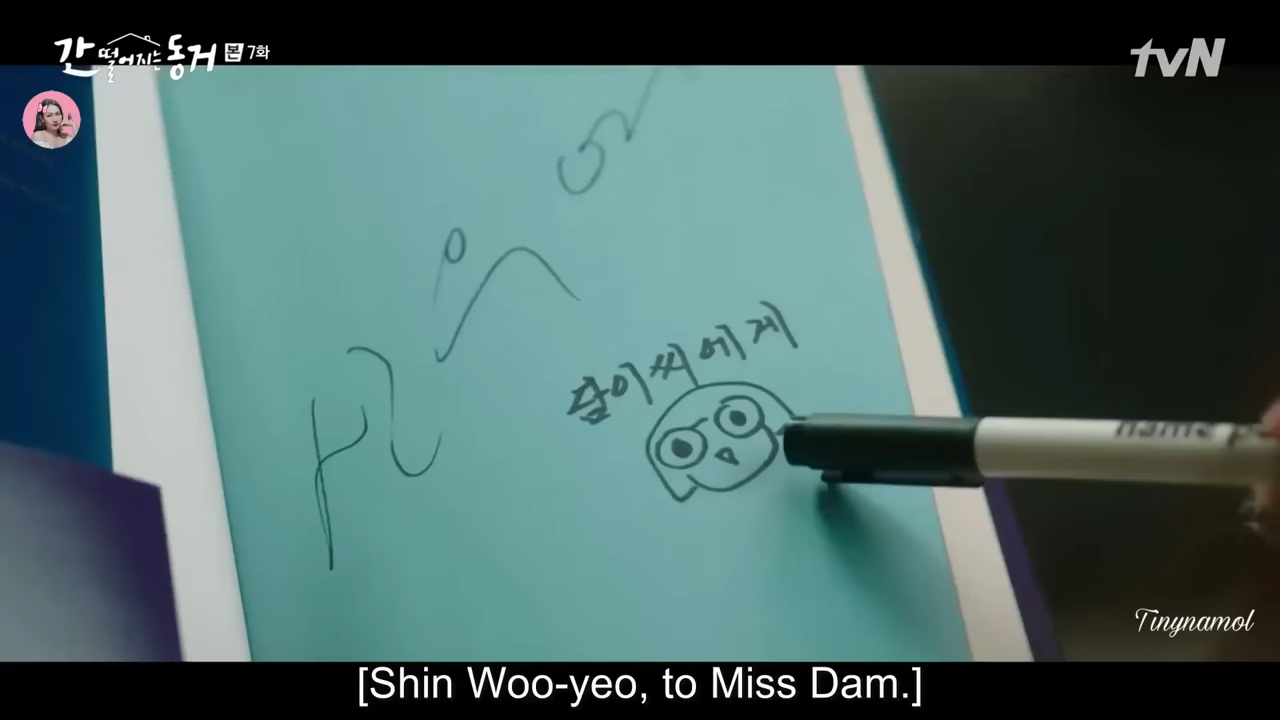 간 떨어지는 동거 본 7화
tvN
담이씨에게
name
Tinynamol
[Shin Woo-yeo, to Miss Dam.]